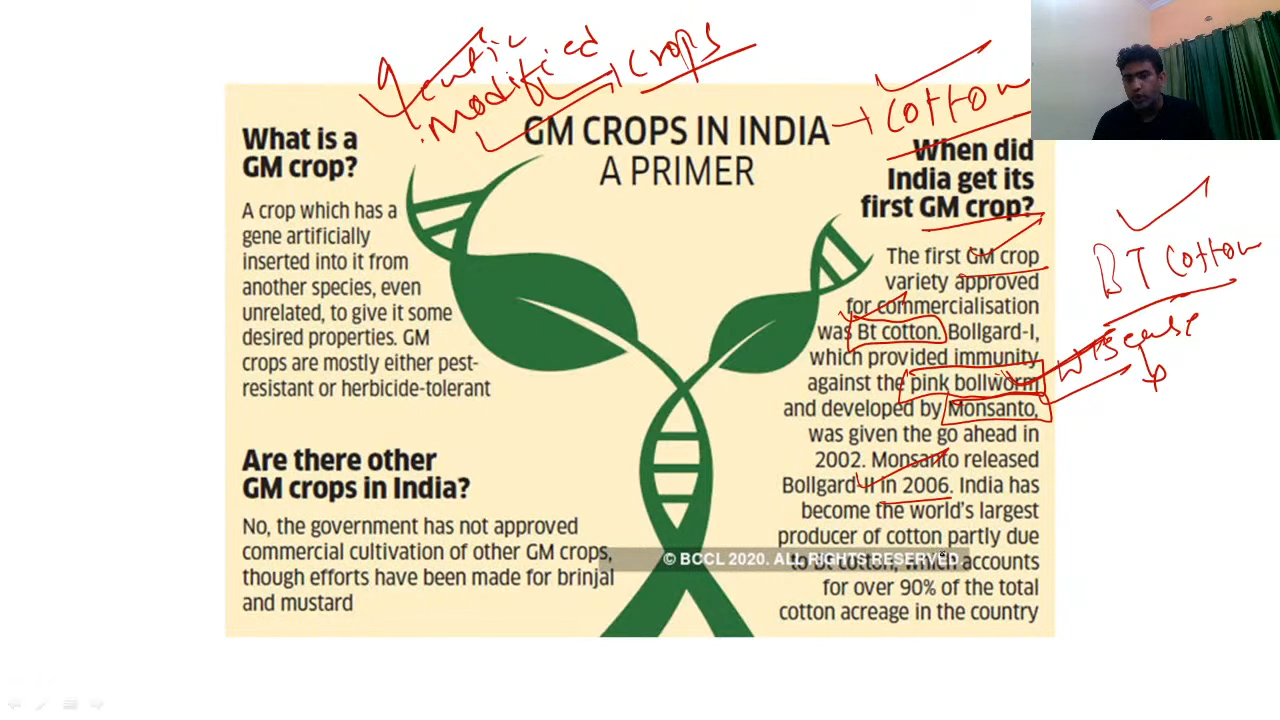 Genetic
modified
crops
GM CROPS IN INDIA
A PRIMER
What is a
GM crop?
A crop which has a
gene artificially
inserted into it from
another species, even
unrelated, to give it some
desired properties. GM
crops are mostly either pest-
resistant or herbicide-tolerant
Are there other
GM crops in India?
No, the government has not approved
commercial cultivation of other GM crops,
though efforts have been made for brinjal
and mustard
→ Cotton
When did
India get its
first GM crop?
The first GM crop
variety approved
for commercialisation
was Bt cotton. Bollgard-I,
which provided immunity
against the pink bollworm
and developed by Monsanto,
was given the go ahead in
2002. Monsanto released
Bollgard-II in 2006. India has
become the world's largest
producer of cotton partly due
to Bt cotton, which accounts
for over 90% of the total
cotton acreage in the country
BT Cotton
© BCCL 2020. ALL RIGHTS RESERVED.